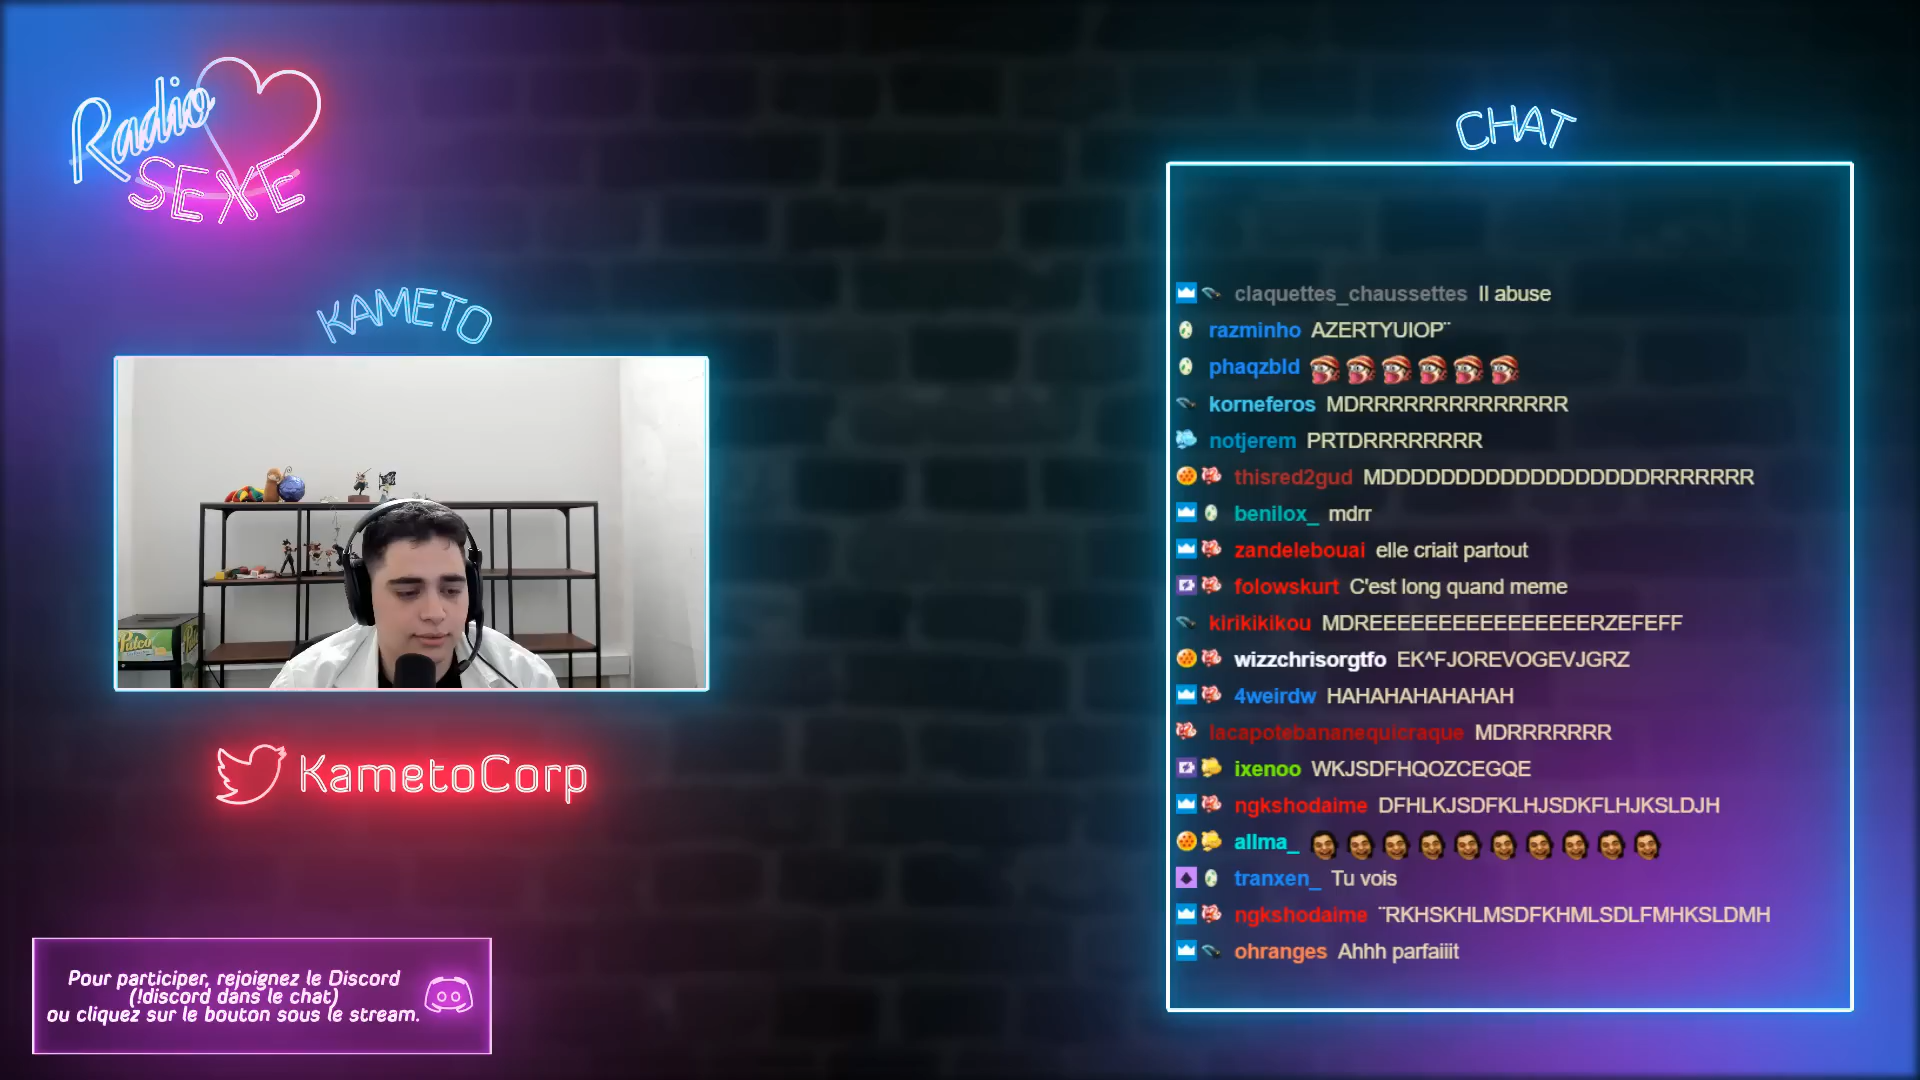 Radio
SEXE
KAMETO
Pulco
KametoCorp
Pour participer, rejoignez le Discord
(!discord dans le chat)
ou cliquez sur le bouton sous le stream.
CHAT
claquettes_chaussettes Il abuse
razminho AZERTYUIOP¨
phaqzbld
korneferos MDRRRRRRRRRRRRRR
notjerem PRTDRRRRRRRR
thisred2gud MDDDDDDDDDDDDDDDDDDRRRRRRR
benilox_ mdrr
zandelebouai elle criait partout
folowskurt C'est long quand meme
kirikikikou MDREEEEEEEEEEEEEEEERZEFEFF
wizzchrisorgtfo EK^FJOREVOGEVJGRZ
4weirdw HAHAHAHAHAHAH
lacapotebananequicraque MDRRRRRRR
ixenoo WKJSDFHQOZCEGQE
ngkshodaime DFHLKJSDFKLHJSDKFLHJKSLDJH
allma_
tranxen_ Tu vois
ngkshodaime ¨RKHSKHLMSDFKHMLSDLFMHKSLDMH
ohranges Ahhh parfaiiit